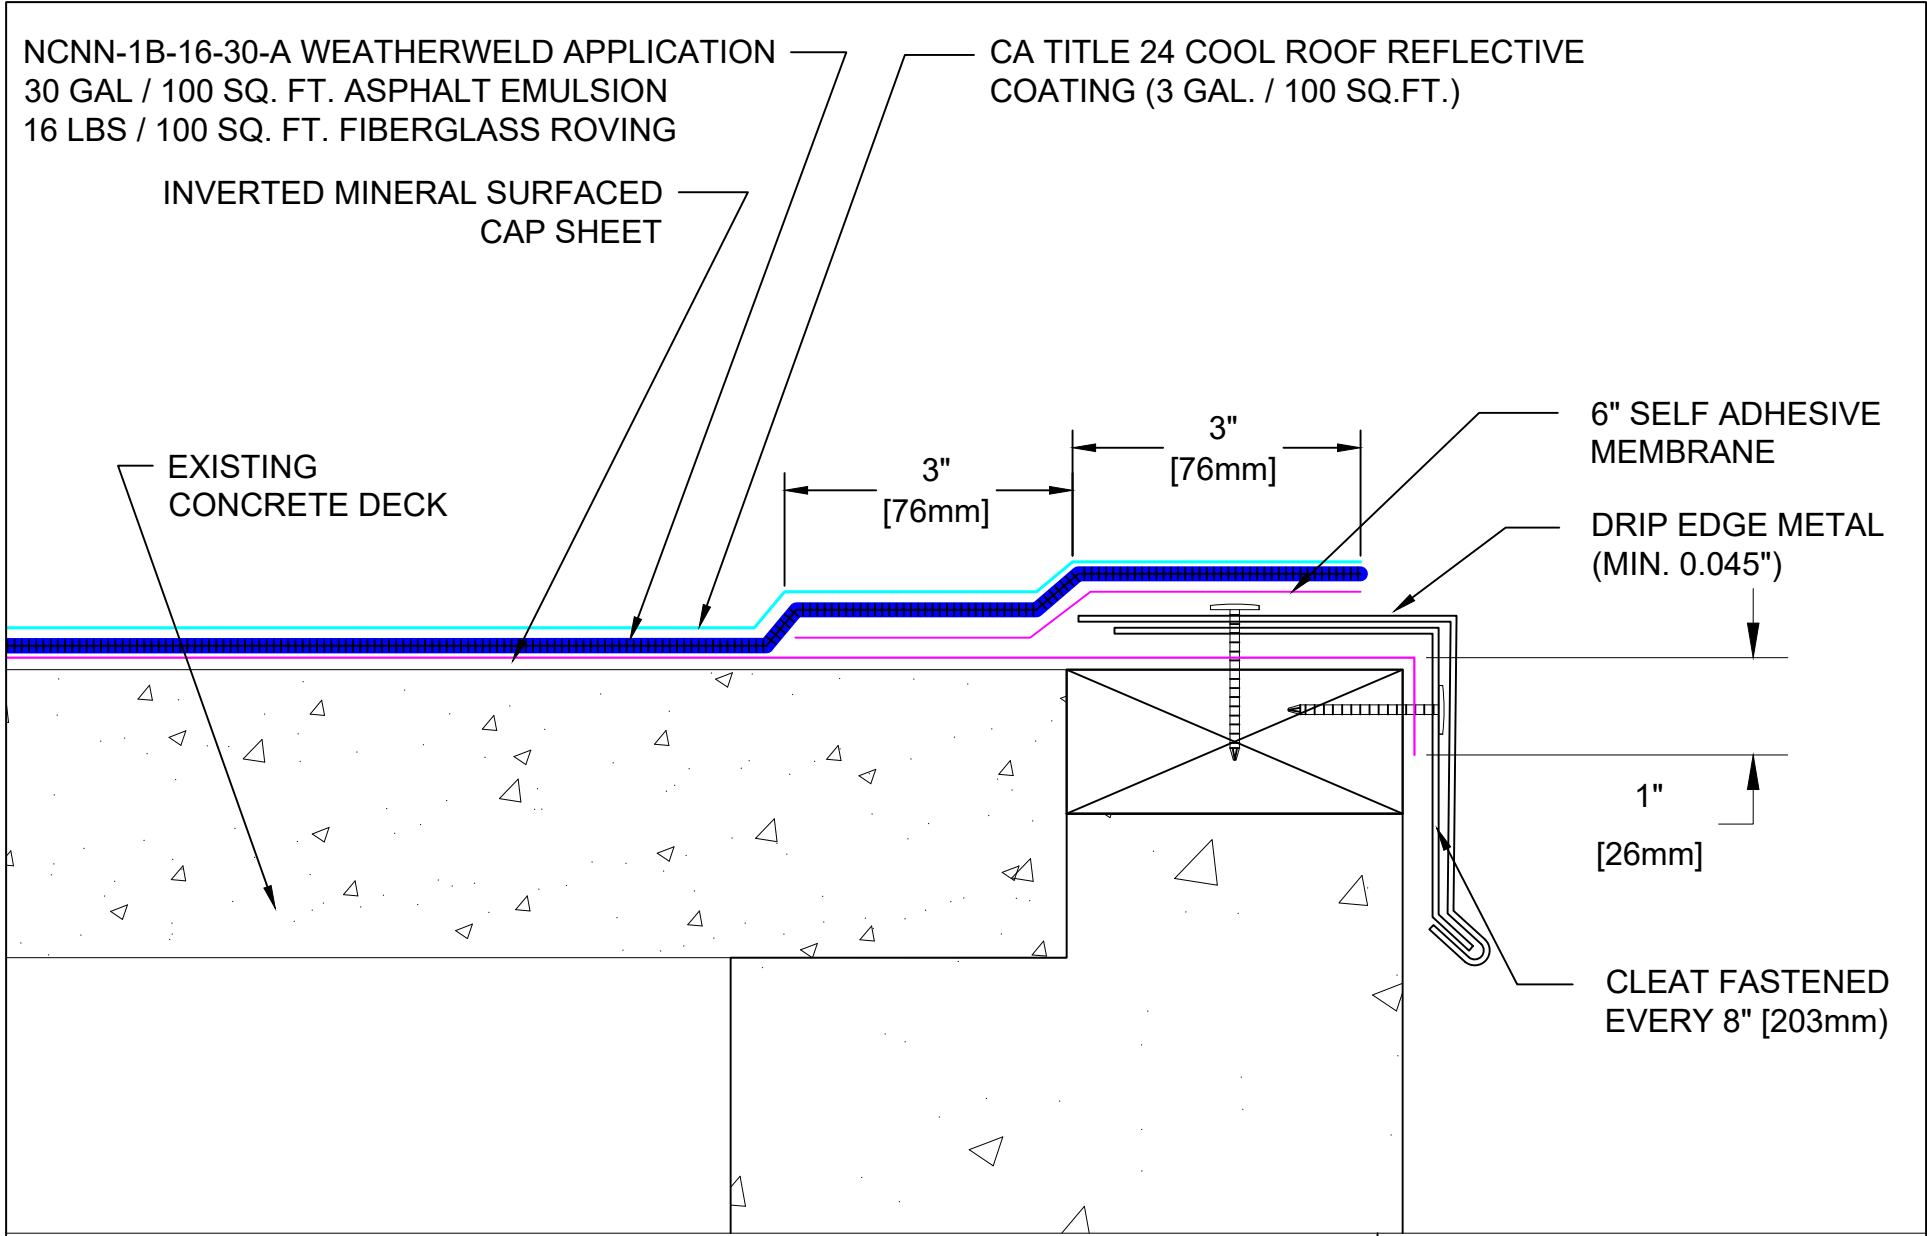 NCNN-1B-16-30-A WEATHERWELD APPLICATION
30 GAL / 100 SQ. FT. ASPHALT EMULSION
16 LBS / 100 SQ. FT. FIBERGLASS ROVING
CA TITLE 24 COOL ROOF REFLECTIVE
COATING (3 GAL. / 100 SQ.FT.)
INVERTED MINERAL SURFACED
CAP SHEET
EXISTING
CONCRETE DECK
3"
[76mm]
3"
[76mm]
6" SELF ADHESIVE
MEMBRANE
DRIP EDGE METAL
(MIN. 0.045")
1"
[26mm]
CLEAT FASTENED
EVERY 8" [203mm)